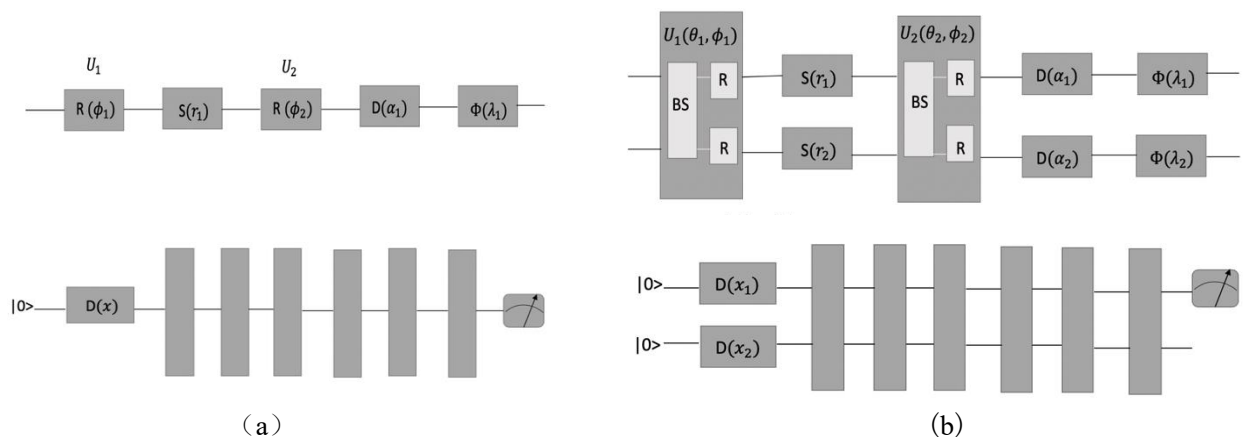 U₁ U₂
R(ϕ₁) S(r₁) R(ϕ₂) D(α₁) Φ(λ₁)
|0> D(x)
(a)
U₁(θ₁, ϕ₁) U₂(θ₂, ϕ₂)
R S(r₁) R D(α₁) Φ(λ₁)
BS BS
R S(r₂) R D(α₂) Φ(λ₂)
|0> D(x₁)
|0> D(x₂)
(b)